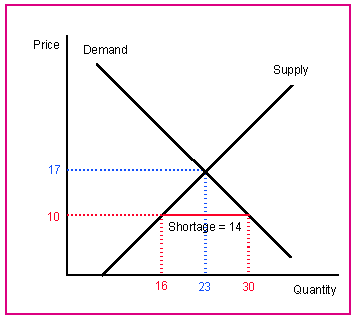 Price
Demand
Supply
17
10
Shortage = 14
16
23
30
Quantity